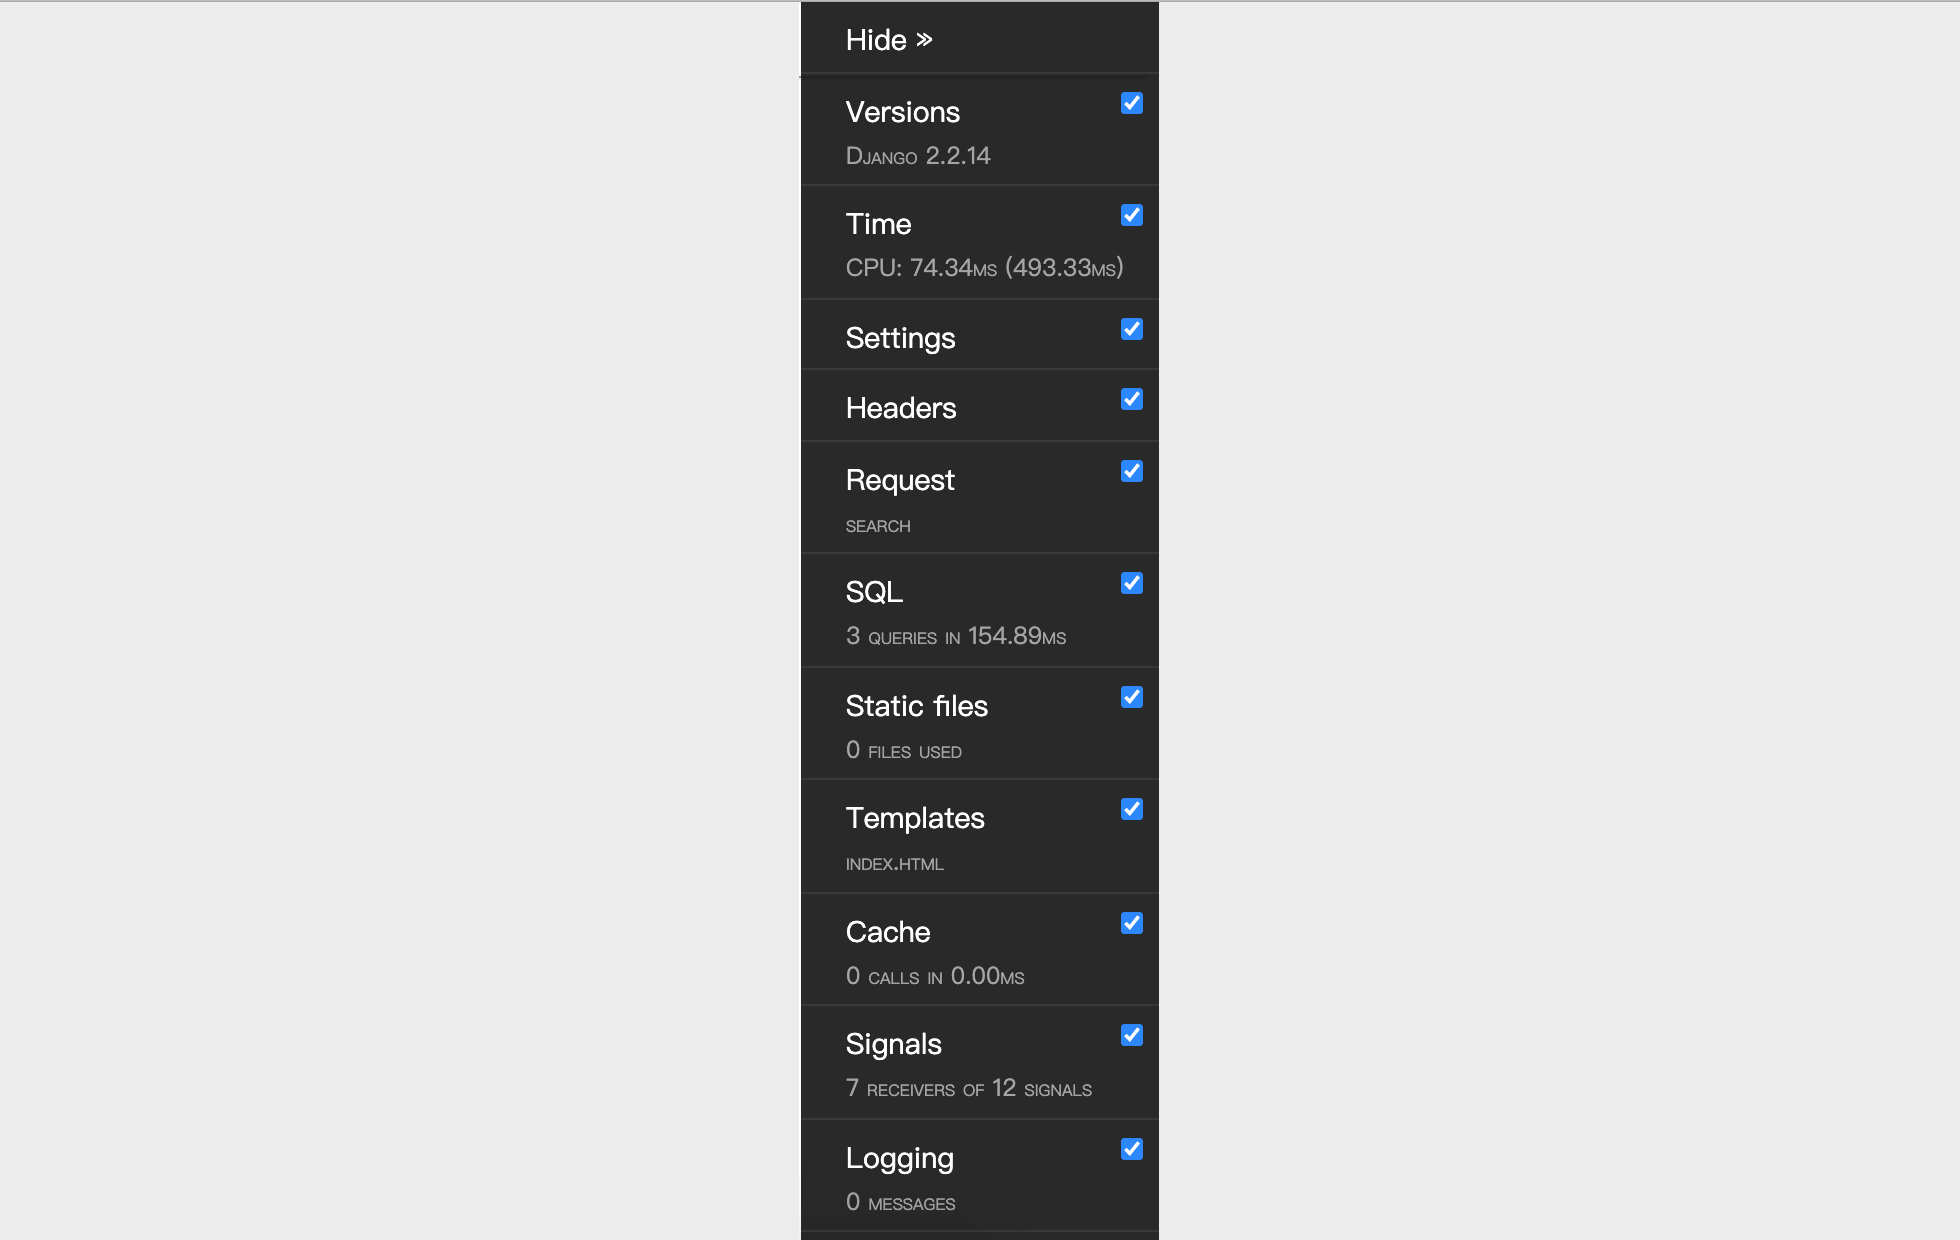 Hide »
Versions
Django 2.2.14
Time
CPU: 74.34ms (493.33ms)
Settings
Headers
Request
search
SQL
3 queries in 154.89ms
Static files
0 files used
Templates
index.html
Cache
0 calls in 0.00ms
Signals
7 receivers of 12 signals
Logging
0 messages